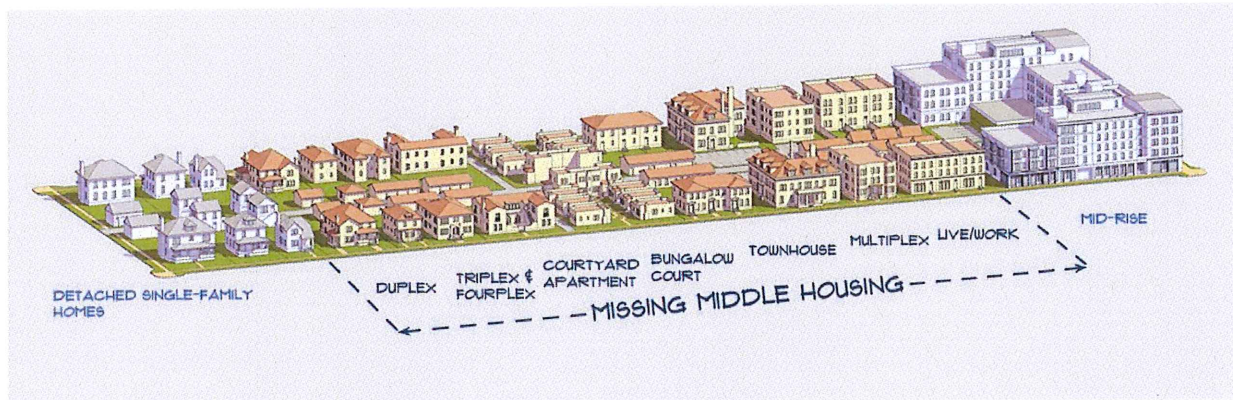 DETACHED SINGLE-FAMILY
HOMES
DUPLEX
TRIPLEX &
FOURPLEX
COURTYARD
APARTMENT
BUNGALOW
COURT
TOWNHOUSE
MULTIPLEX
LIVE/WORK
MID-RISE
MISSING MIDDLE HOUSING